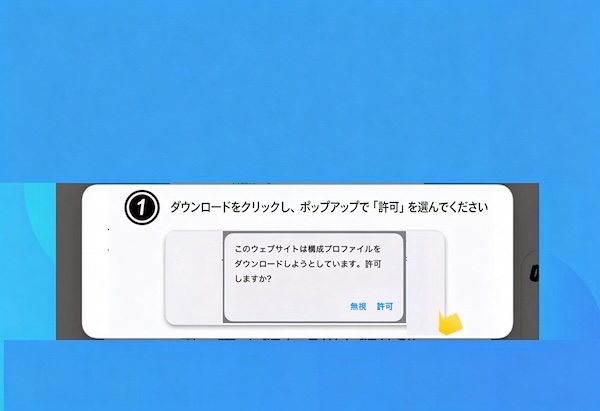 1 ダウンロードをクリックし、ポップアップで「許可」を選んでください
このウェブサイトは構成プロファイルを
ダウンロードしようとしています。許可
しますか?
無視 許可